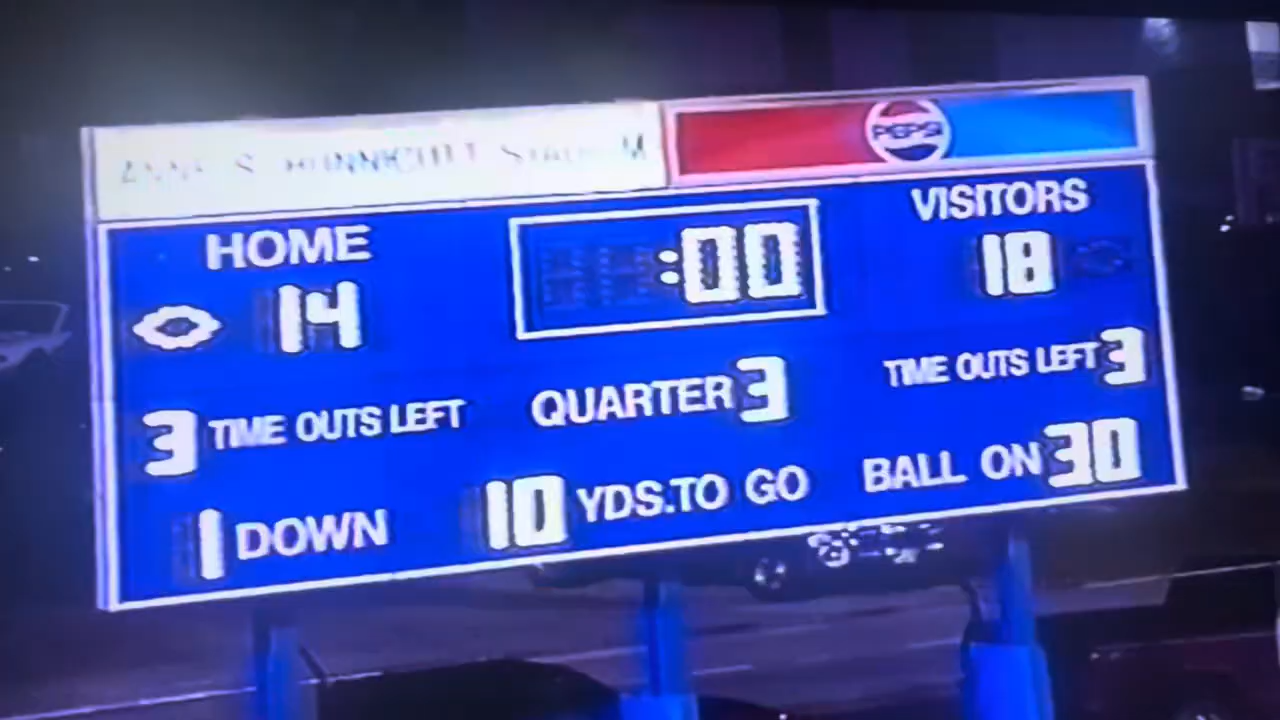 PEPSI
HOME
14
:00
VISITORS
18
3 TIME OUTS LEFT
QUARTER 3
TIME OUTS LEFT 3
1 DOWN
10 YDS.TO GO
BALL ON 30